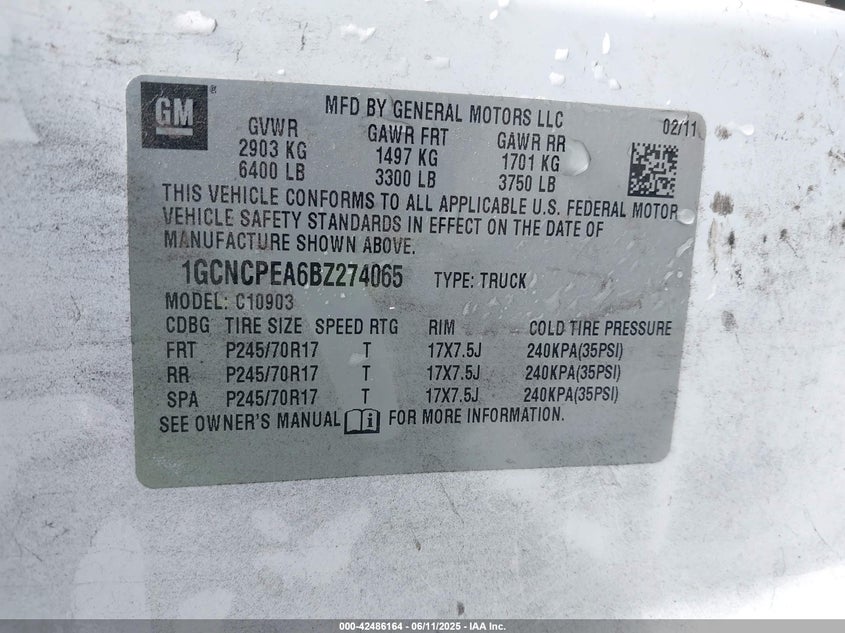 GM
®
MFD BY GENERAL MOTORS LLC 02/11
GVWR GAWR FRT GAWR RR
2903 KG 1497 KG 1701 KG
6400 LB 3300 LB 3750 LB
THIS VEHICLE CONFORMS TO ALL APPLICABLE U.S. FEDERAL MOTOR
VEHICLE SAFETY STANDARDS IN EFFECT ON THE DATE OF
MANUFACTURE SHOWN ABOVE.
1GCNCPEA6BZ274065 TYPE: TRUCK
MODEL: C10903
CDBG TIRE SIZE SPEED RTG RIM COLD TIRE PRESSURE
FRT P245/70R17 T 17X7.5J 240KPA(35PSI)
RR P245/70R17 T 17X7.5J 240KPA(35PSI)
SPA P245/70R17 T 17X7.5J 240KPA(35PSI)
SEE OWNER'S MANUAL i FOR MORE INFORMATION.
000-42486164 - 06/11/2025 - IAA Inc.